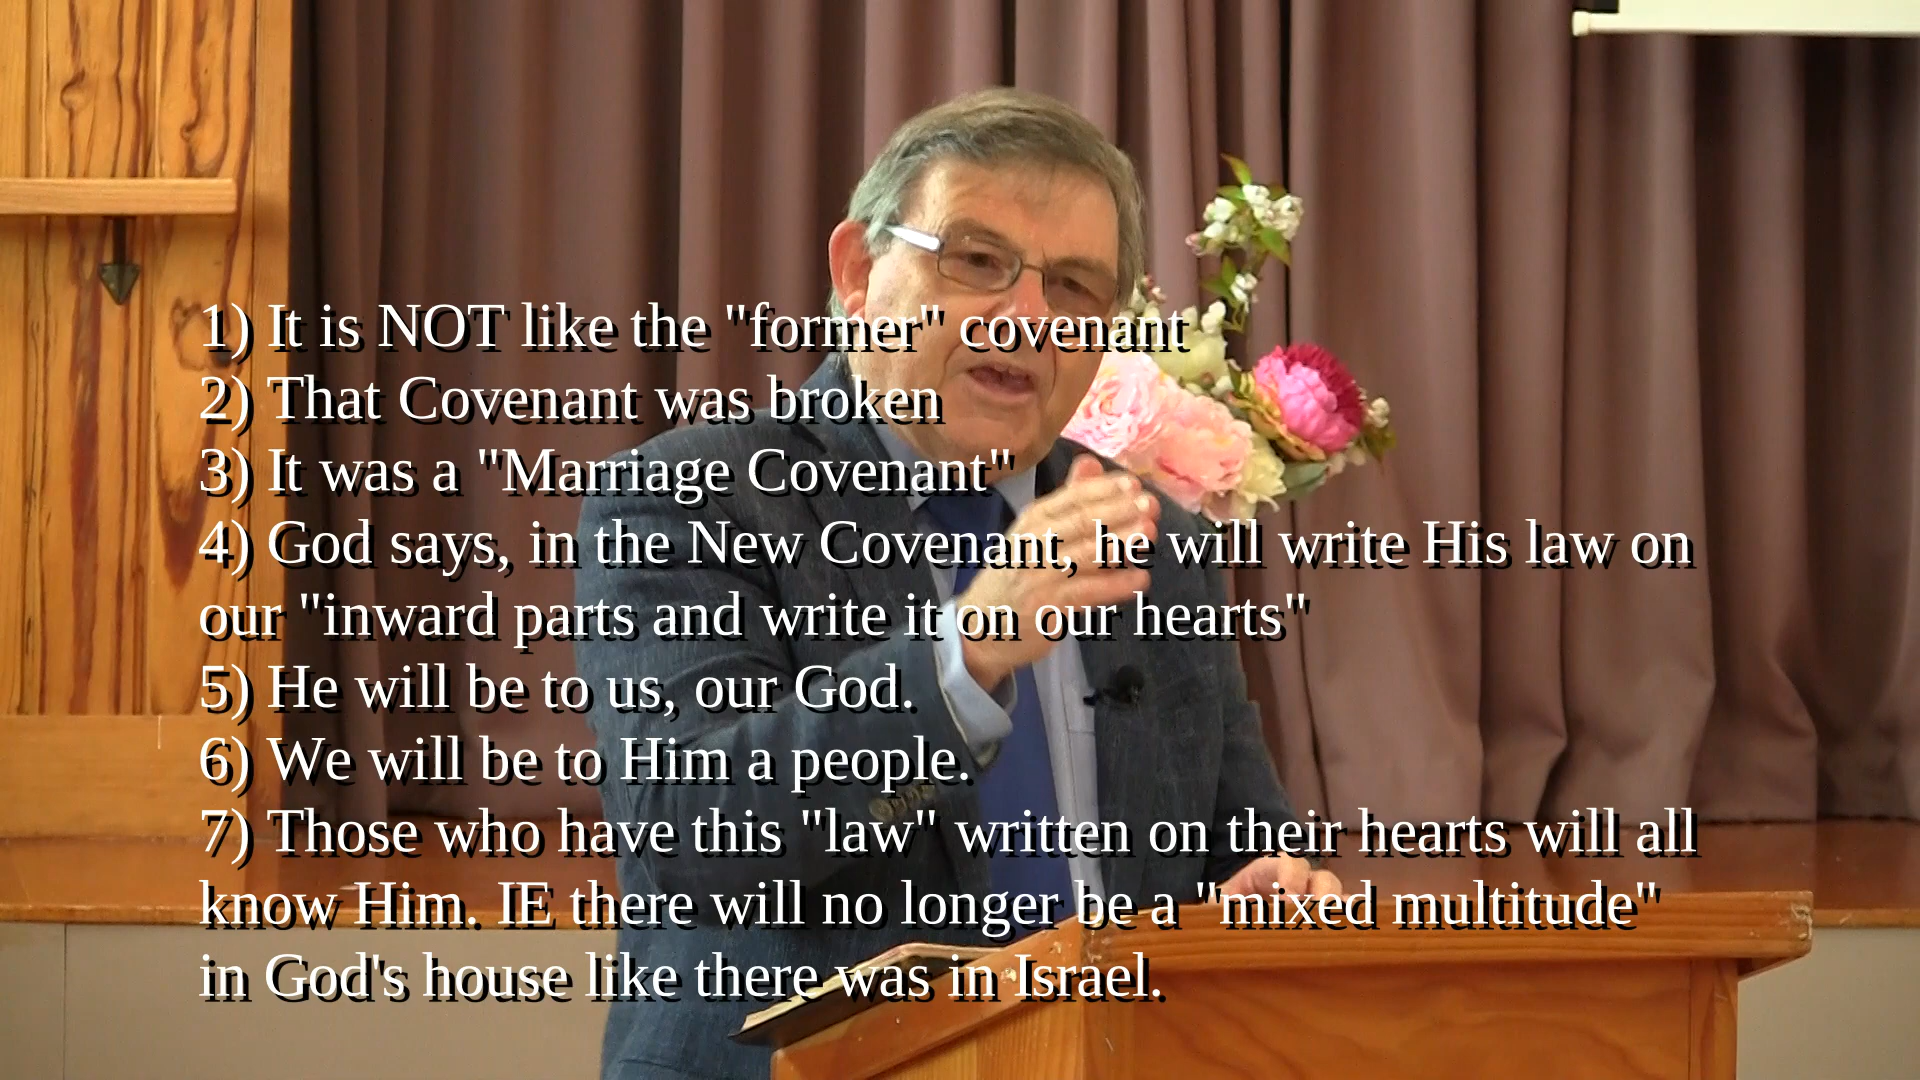 1) It is NOT like the "former" covenant
2) That Covenant was broken
3) It was a "Marriage Covenant"
4) God says, in the New Covenant, he will write His law on
our "inward parts and write it on our hearts"
5) He will be to us, our God.
6) We will be to Him a people.
7) Those who have this "law" written on their hearts will all
know Him. IE there will no longer be a "mixed multitude"
in God's house like there was in Israel.